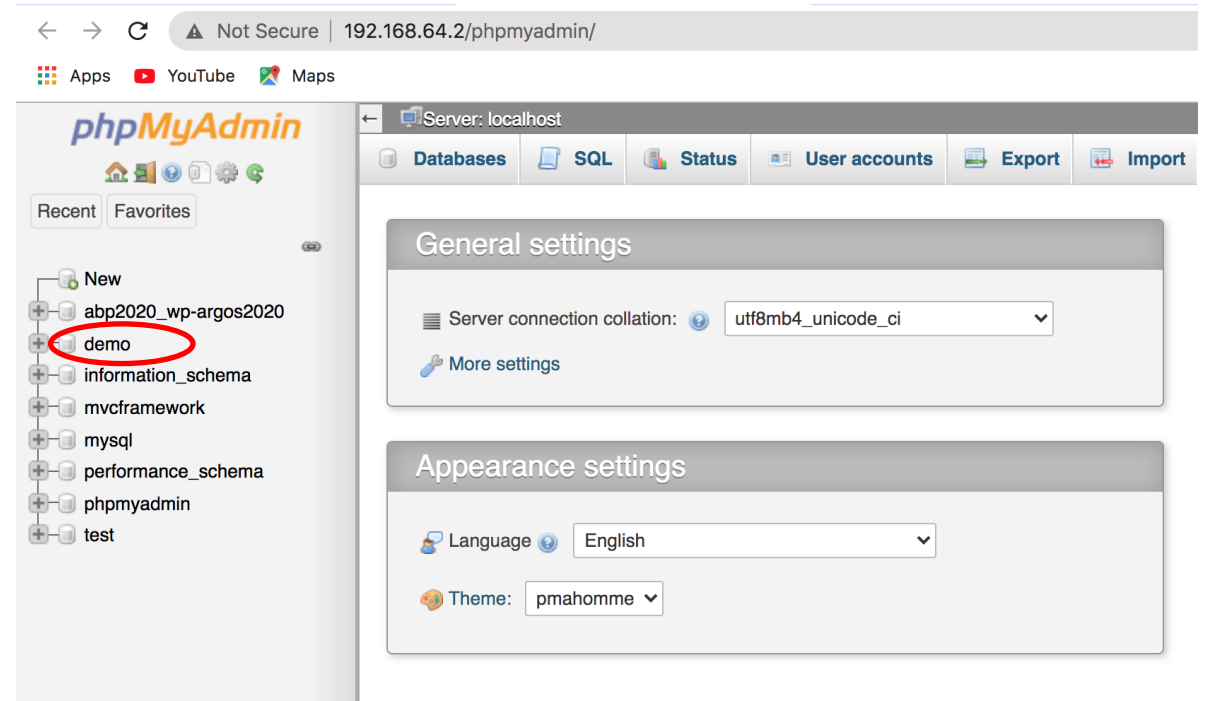 Not Secure | 192.168.64.2/phpmyadmin/
Apps YouTube Maps
phpMyAdmin
Recent Favorites
New
abp2020_wp-argos2020
demo
information_schema
mvcframework
mysql
performance_schema
phpmyadmin
test
Server: localhost
Databases SQL Status User accounts Export Import
General settings
Server connection collation: utf8mb4_unicode_ci
More settings
Appearance settings
Language English
Theme: pmahomme